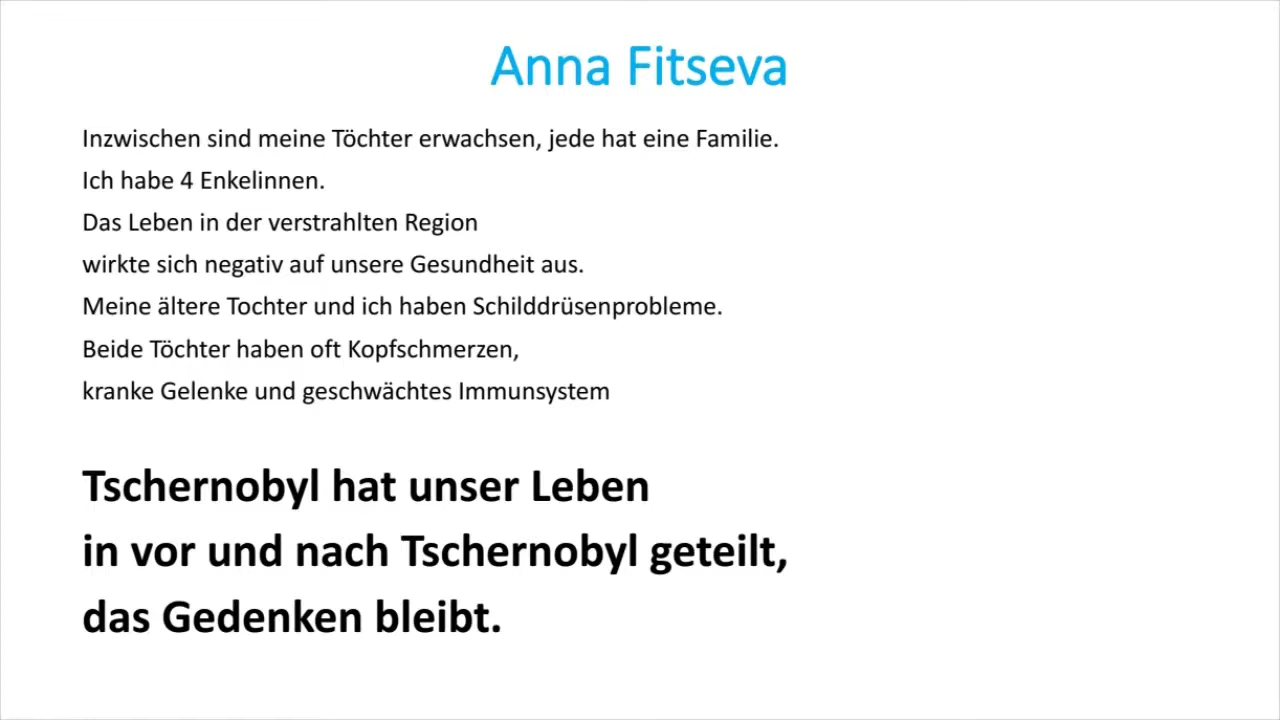 Anna Fitseva
Inzwischen sind meine Töchter erwachsen, jede hat eine Familie.
Ich habe 4 Enkelinnen.
Das Leben in der verstrahlten Region
wirkte sich negativ auf unsere Gesundheit aus.
Meine ältere Tochter und ich haben Schilddrüsenprobleme.
Beide Töchter haben oft Kopfschmerzen,
kranke Gelenke und geschwächtes Immunsystem
Tschernobyl hat unser Leben
in vor und nach Tschernobyl geteilt,
das Gedenken bleibt.